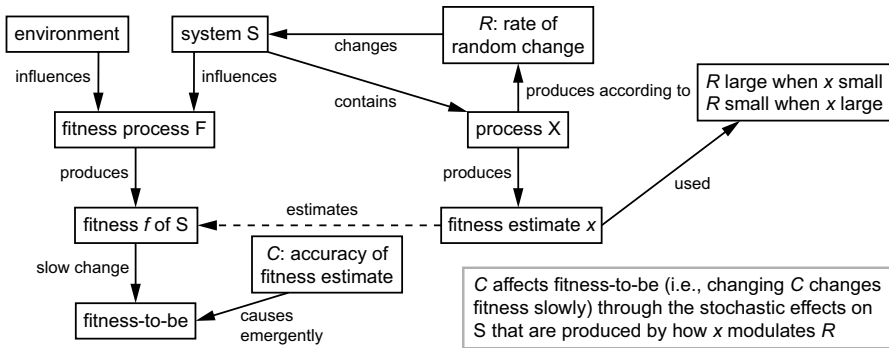 environment
system S
R: rate of
random change
changes
influences
influences
contains
produces according to
R large when x small
R small when x large
fitness process F
process X
produces
produces
used
fitness f of S
estimates
fitness estimate x
slow change
C: accuracy of
fitness estimate
fitness-to-be
causes
emergently
C affects fitness-to-be (i.e., changing C changes
fitness slowly) through the stochastic effects on
S that are produced by how x modulates R